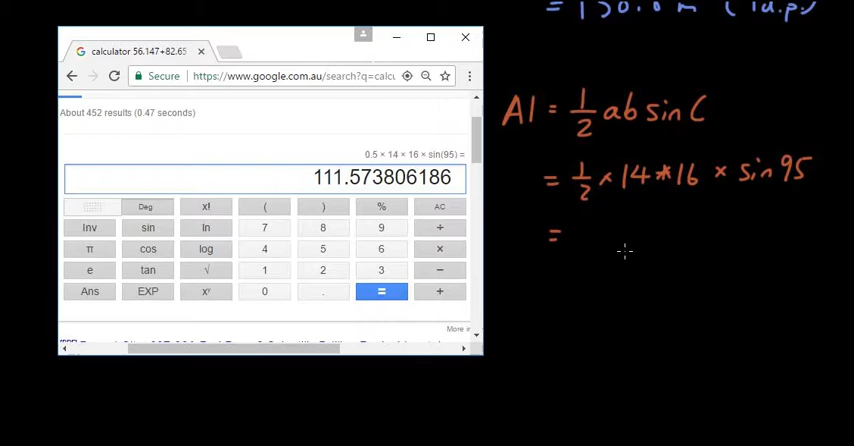 = 130.8 m (1d.p.)
calculator 56.147+82.65
Secure https://www.google.com.au/search?q=calcu
About 452 results (0.47 seconds)
0.5 × 14 × 16 × sin(95) =
111.573806186
Deg x! ( ) % AC
Inv sin ln 7 8 9 ÷
π cos log 4 5 6 ×
e tan √ 1 2 3 −
Ans EXP xʸ 0 . = +
More in
A1 = 1/2 ab sin C
= 1/2 × 14 * 16 × sin 95
=